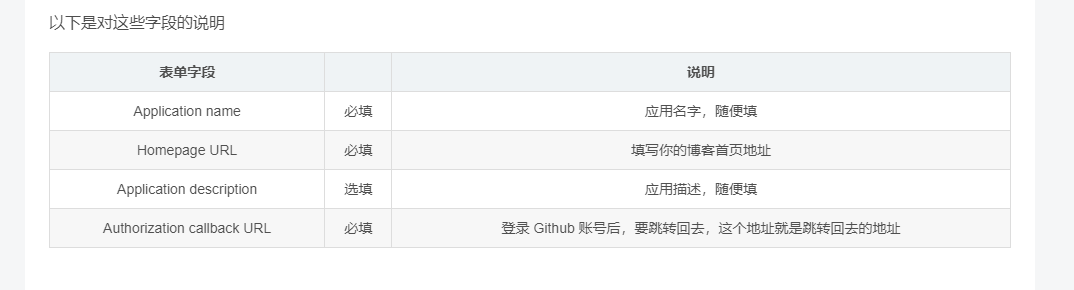 以下是对这些字段的说明
表单字段 说明
Application name 必填 应用名字，随便填
Homepage URL 必填 填写你的博客首页地址
Application description 选填 应用描述，随便填
Authorization callback URL 必填 登录 Github 账号后，要跳转回去，这个地址就是跳转回去的地址